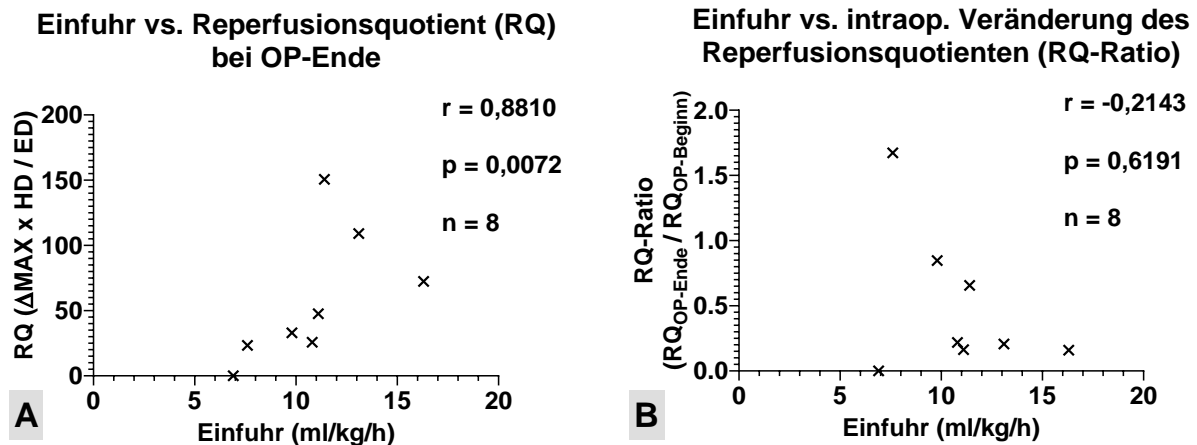 Einfuhr vs. Reperfusionsquotient (RQ)
bei OP-Ende
r = 0,8810
p = 0,0072
n = 8
RQ (ΔMAX x HD / ED)
200
150
100
50
0
0 5 10 15 20
Einfuhr (ml/kg/h)
A
Einfuhr vs. intraop. Veränderung des
Reperfusionsquotienten (RQ-Ratio)
r = -0,2143
p = 0,6191
n = 8
RQ-Ratio
(RQOP-Ende / RQOP-Beginn)
2.0
1.5
1.0
0.5
0.0
0 5 10 15 20
Einfuhr (ml/kg/h)
B